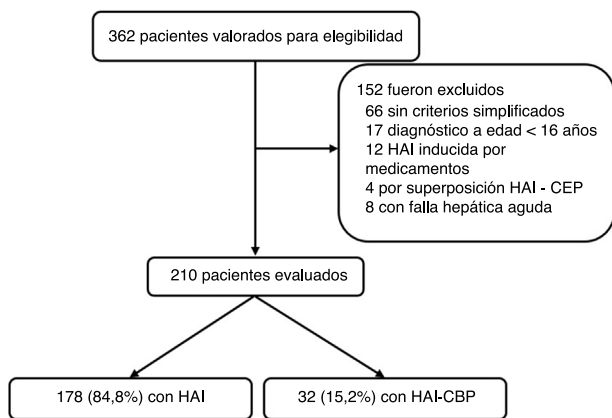 362 pacientes valorados para elegibilidad
152 fueron excluidos
66 sin criterios simplificados
17 diagnóstico a edad < 16 años
12 HAI inducida por
medicamentos
4 por superposición HAI - CEP
8 con falla hepática aguda
210 pacientes evaluados
178 (84,8%) con HAI
32 (15,2%) con HAI-CBP